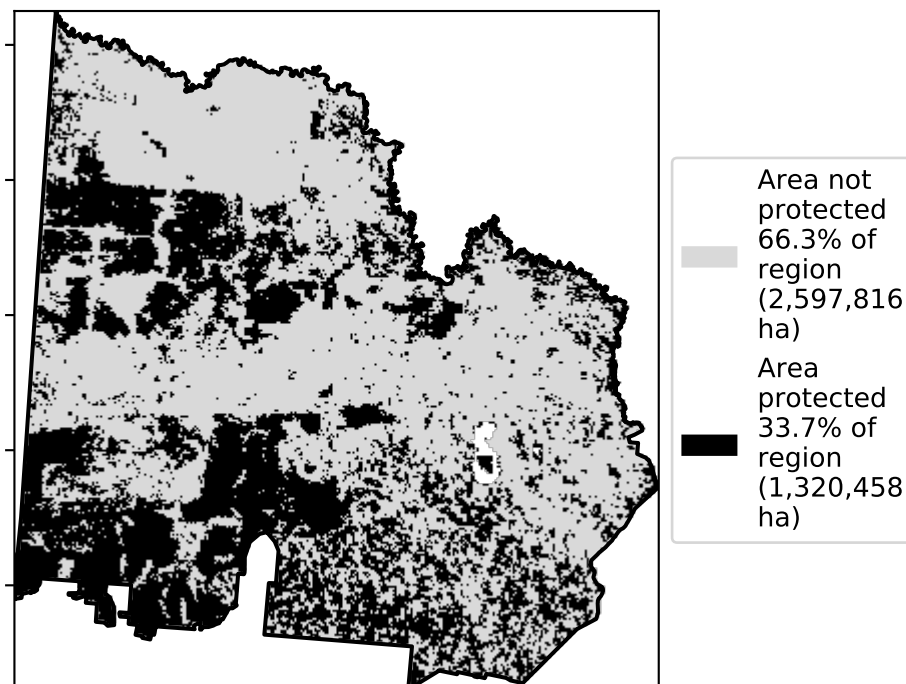 Area not
protected
66.3% of
region
(2,597,816
ha)
Area
protected
33.7% of
region
(1,320,458
ha)